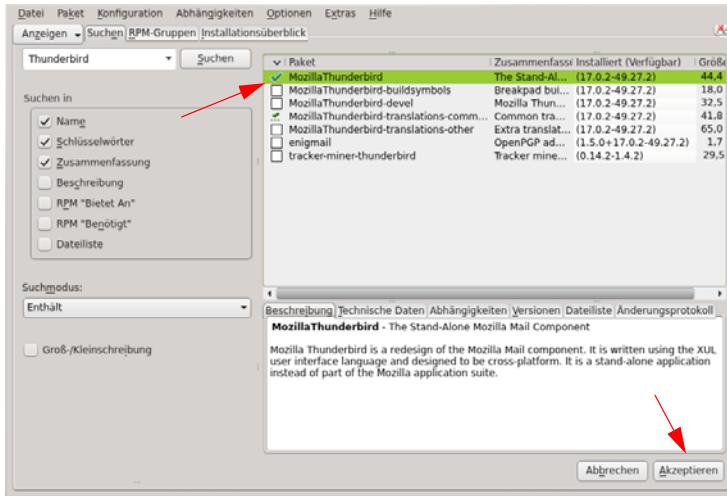 Datei Paket Konfiguration Abhängigkeiten Optionen Extras Hilfe
Anzeigen Suchen RPM-Gruppen Installationsüberblick
Thunderbird Suchen
Suchen in
Name
Schlüsselwörter
Zusammenfassung
Beschreibung
RPM "Bietet An"
RPM "Benötigt"
Dateiliste
Suchmodus:
Enthält
Groß-/Kleinschreibung
Paket Zusammenfassu Installiert (Verfügbar) Größe
MozillaThunderbird The Stand-Al... (17.0.2-49.27.2) 44,4
MozillaThunderbird-buildsymbols Breakpad bui... (17.0.2-49.27.2) 18,0
MozillaThunderbird-devel Mozilla Thun... (17.0.2-49.27.2) 32,5
MozillaThunderbird-translations-comm... Common tra... (17.0.2-49.27.2) 41,8
MozillaThunderbird-translations-other Extra translat... (17.0.2-49.27.2) 65,0
enigmail OpenPGP ad... (1.5.0+17.0.2-49.27.2) 1,7
tracker-miner-thunderbird Tracker mine... (0.14.2-1.4.2) 29,5
Beschreibung Technische Daten Abhängigkeiten Versionen Dateiliste Änderungsprotokoll
MozillaThunderbird - The Stand-Alone Mozilla Mail Component
Mozilla Thunderbird is a redesign of the Mozilla Mail component. It is written using the XUL
user interface language and designed to be cross-platform. It is a stand-alone application
instead of part of the Mozilla application suite.
Abbrechen Akzeptieren